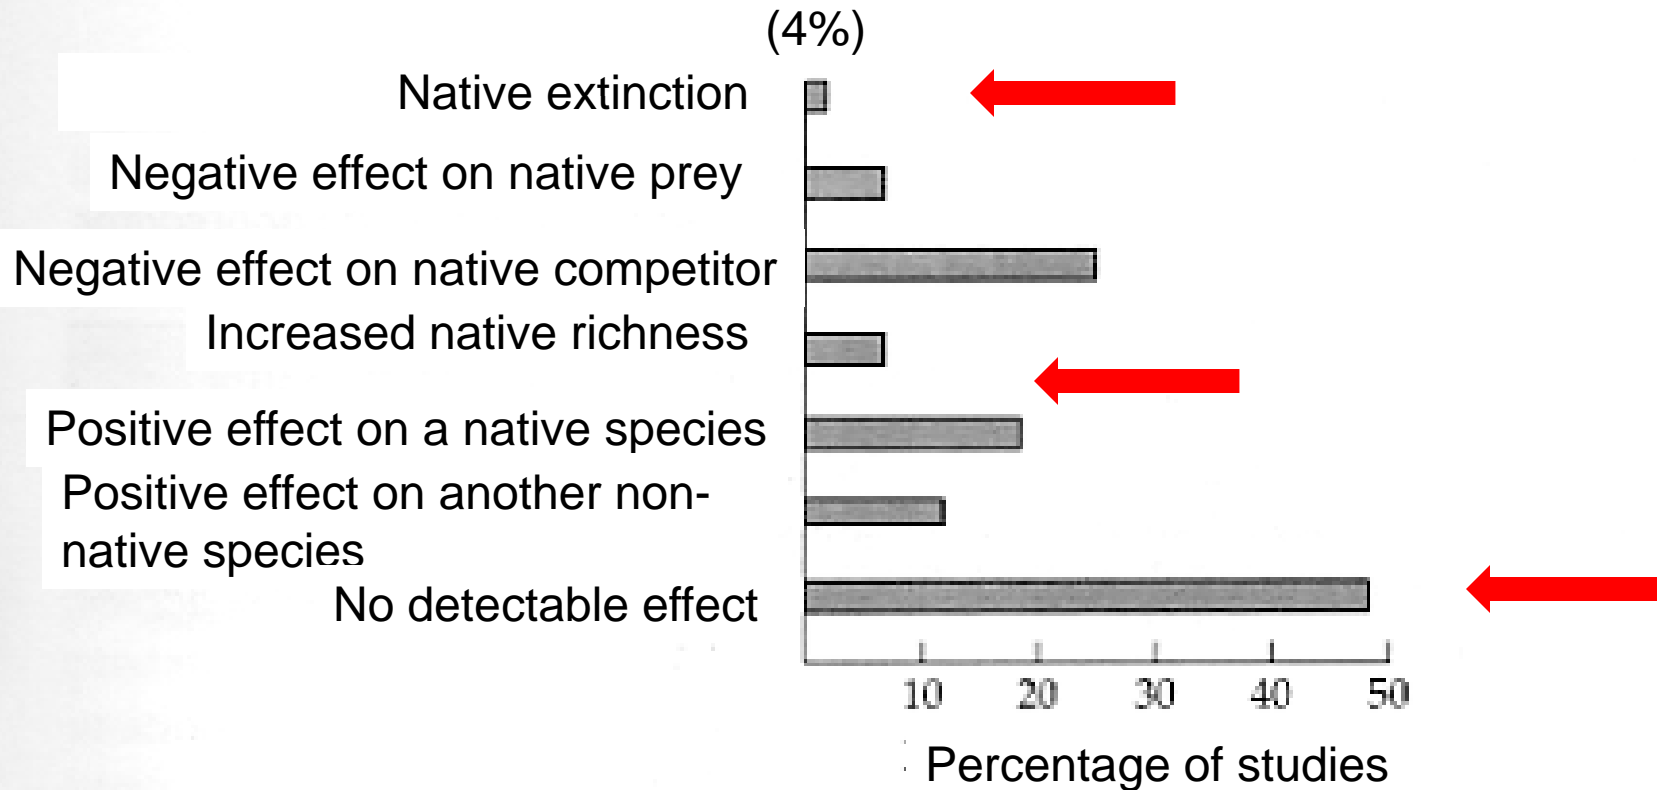 (4%)
Native extinction
Negative effect on native prey
Negative effect on native competitor
Increased native richness
Positive effect on a native species
Positive effect on another non-
native species
No detectable effect
10 20 30 40 50
Percentage of studies